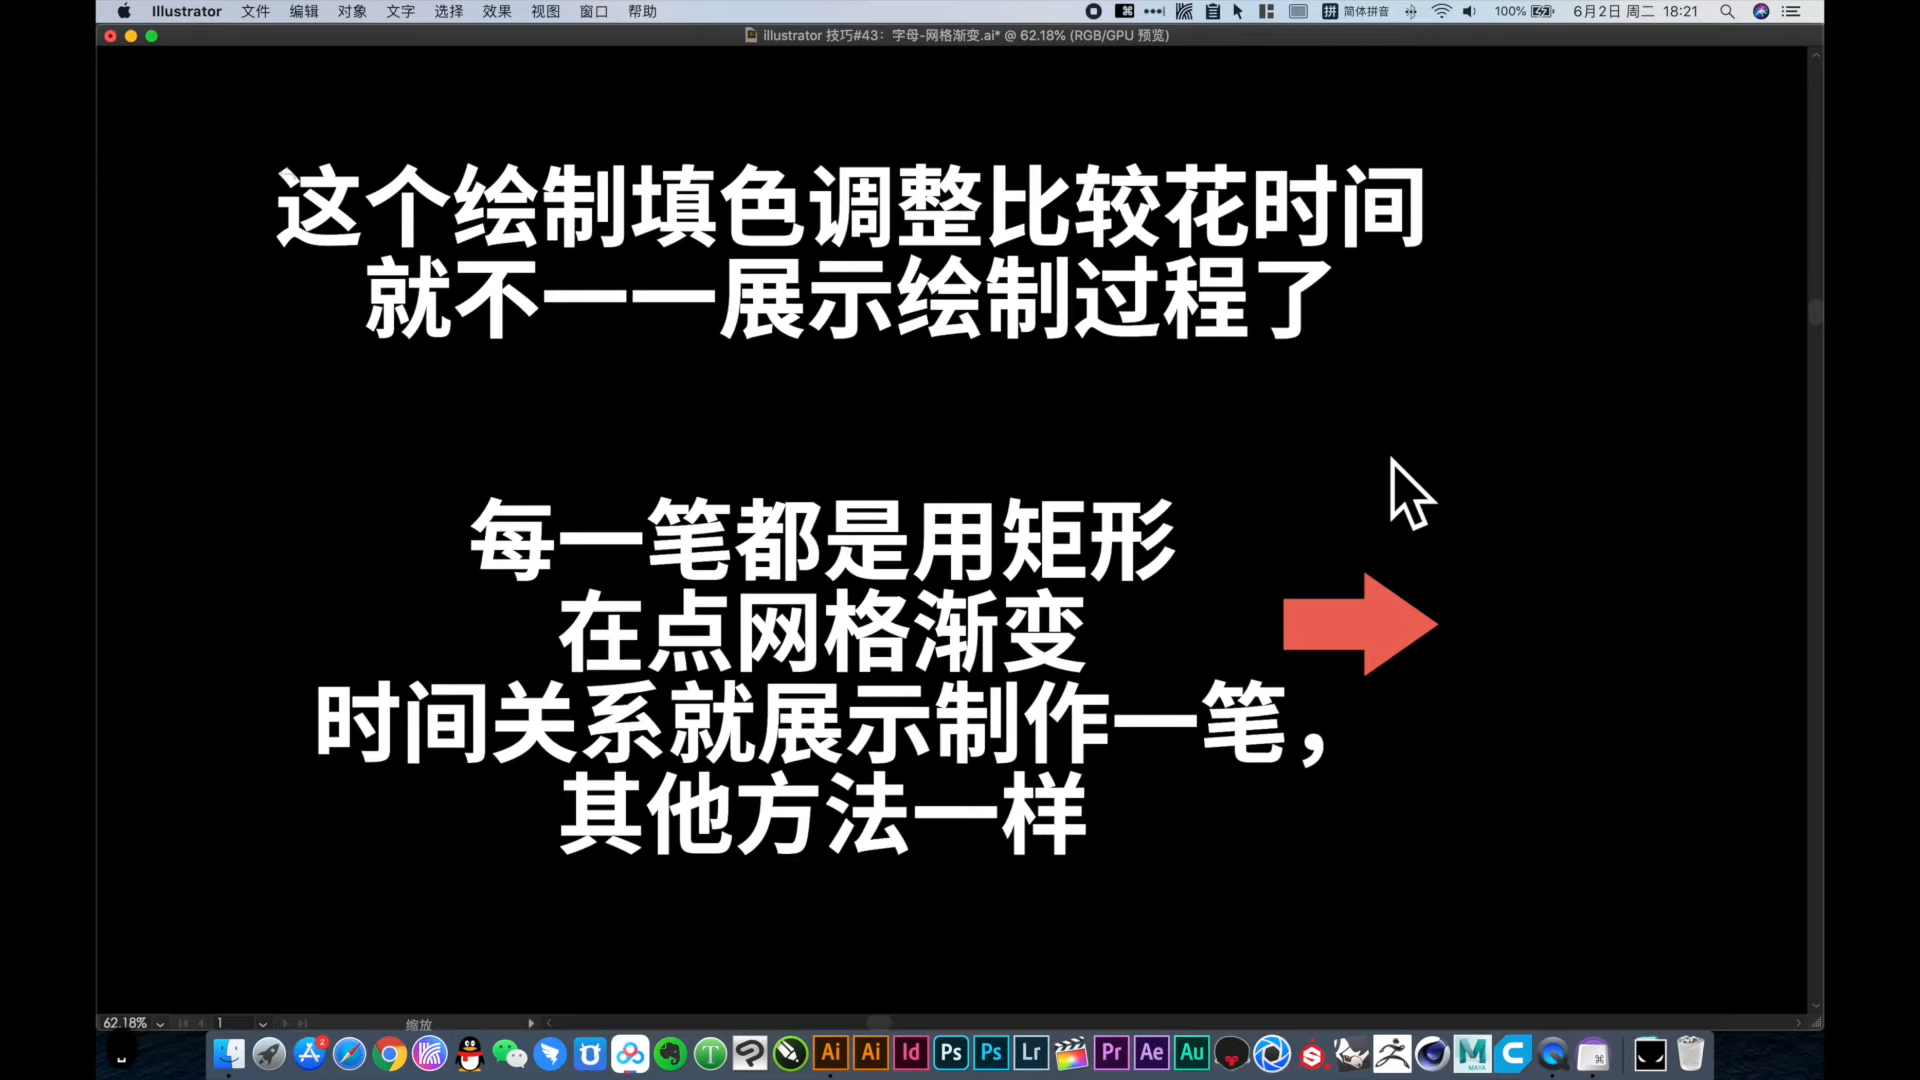 Illustrator 文件 编辑 对象 文字 选择 效果 视图 窗口 帮助
拼 简体拼音 100% 6月2日 周二 18:21
illustrator 技巧#43：字母-网格渐变.ai* @ 62.18% (RGB/GPU 预览)
这个绘制填色调整比较花时间
就不一一展示绘制过程了
每一笔都是用矩形
在点网格渐变
时间关系就展示制作一笔，
其他方法一样
62.18% 1 缩放
2 T Ai Ai Id Ps Ps Lr Pr Ae Au S M MAYA C